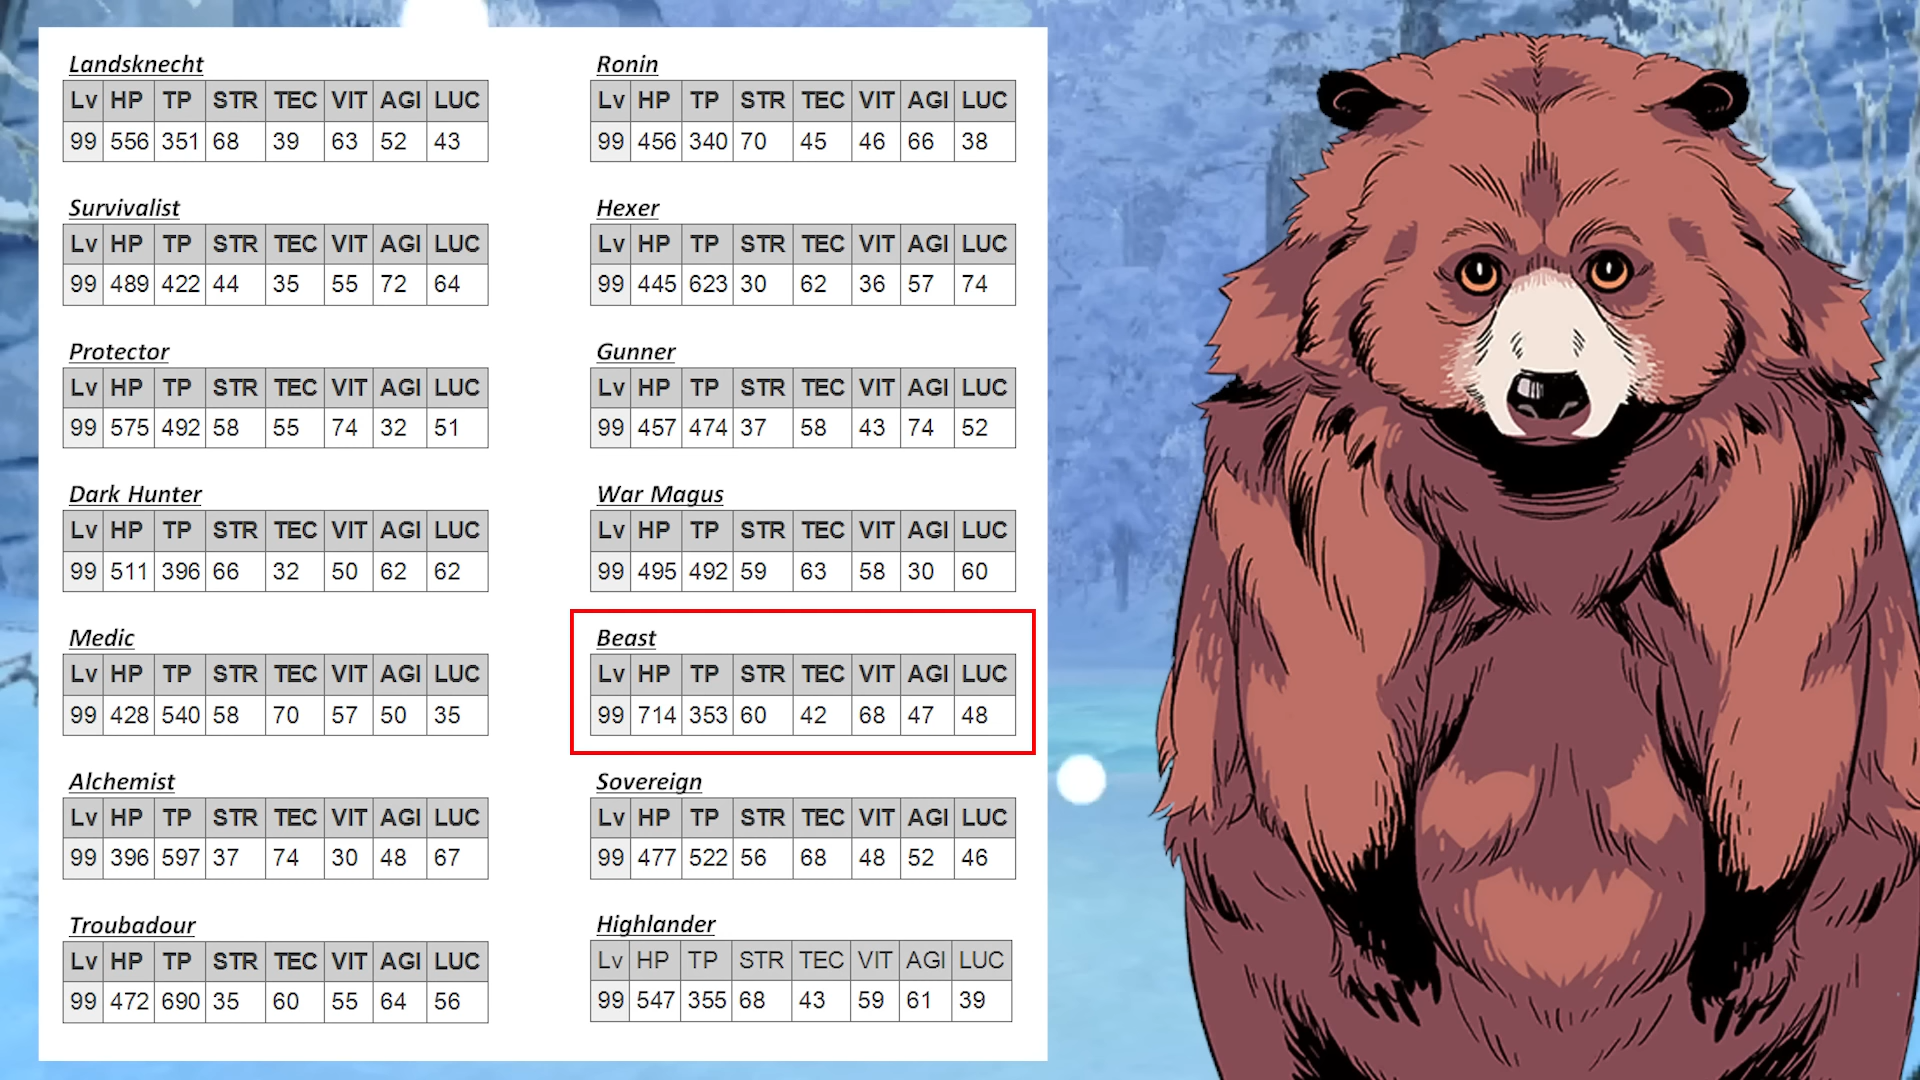 Landsknecht
Lv HP TP STR TEC VIT AGI LUC
99 556 351 68 39 63 52 43
Survivalist
Lv HP TP STR TEC VIT AGI LUC
99 489 422 44 35 55 72 64
Protector
Lv HP TP STR TEC VIT AGI LUC
99 575 492 58 55 74 32 51
Dark Hunter
Lv HP TP STR TEC VIT AGI LUC
99 511 396 66 32 50 62 62
Medic
Lv HP TP STR TEC VIT AGI LUC
99 428 540 58 70 57 50 35
Alchemist
Lv HP TP STR TEC VIT AGI LUC
99 396 597 37 74 30 48 67
Troubadour
Lv HP TP STR TEC VIT AGI LUC
99 472 690 35 60 55 64 56
Ronin
Lv HP TP STR TEC VIT AGI LUC
99 456 340 70 45 46 66 38
Hexer
Lv HP TP STR TEC VIT AGI LUC
99 445 623 30 62 36 57 74
Gunner
Lv HP TP STR TEC VIT AGI LUC
99 457 474 37 58 43 74 52
War Magus
Lv HP TP STR TEC VIT AGI LUC
99 495 492 59 63 58 30 60
Beast
Lv HP TP STR TEC VIT AGI LUC
99 714 353 60 42 68 47 48
Sovereign
Lv HP TP STR TEC VIT AGI LUC
99 477 522 56 68 48 52 46
Highlander
Lv HP TP STR TEC VIT AGI LUC
99 547 355 68 43 59 61 39